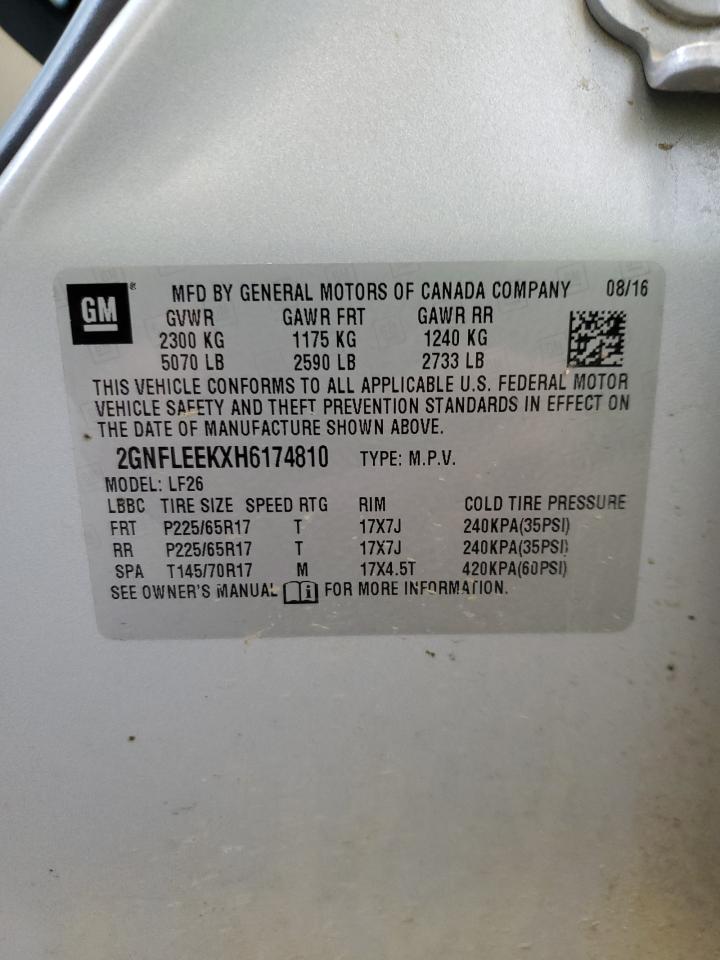 GM ® MFD BY GENERAL MOTORS OF CANADA COMPANY 08/16
GVWR GAWR FRT GAWR RR
2300 KG 1175 KG 1240 KG
5070 LB 2590 LB 2733 LB
THIS VEHICLE CONFORMS TO ALL APPLICABLE U.S. FEDERAL MOTOR
VEHICLE SAFETY AND THEFT PREVENTION STANDARDS IN EFFECT ON
THE DATE OF MANUFACTURE SHOWN ABOVE.
2GNFLEEKXH6174810 TYPE: M.P.V.
MODEL: LF26
LBBC TIRE SIZE SPEED RTG RIM COLD TIRE PRESSURE
FRT P225/65R17 T 17X7J 240KPA(35PSI)
RR P225/65R17 T 17X7J 240KPA(35PSI)
SPA T145/70R17 M 17X4.5T 420KPA(60PSI)
SEE OWNER'S MANUAL i FOR MORE INFORMATION.